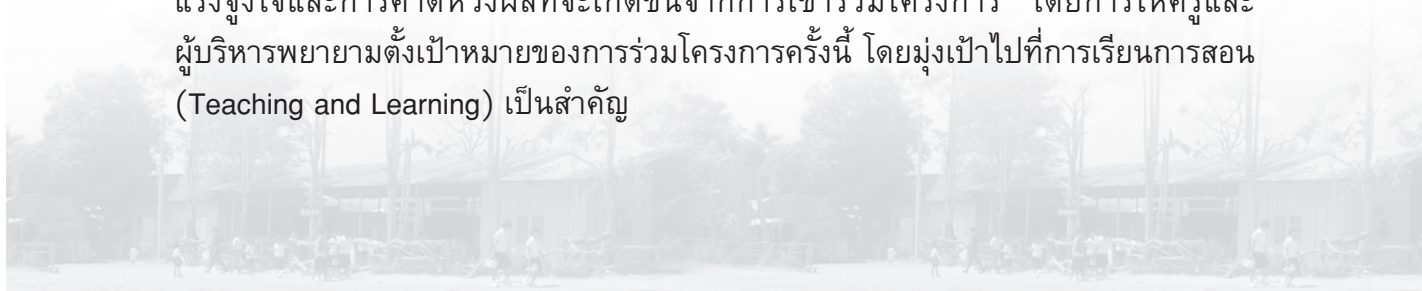 แรงจูงใจและการคาดหวังผลที่จะเกิดขึ้นจากการเข้าร่วมโครงการ โดยการให้ครูและ
ผู้บริหารพยายามตั้งเป้าหมายของการร่วมโครงการครั้งนี้ โดยมุ่งเป้าไปที่การเรียนการสอน
(Teaching and Learning) เป็นสำคัญ